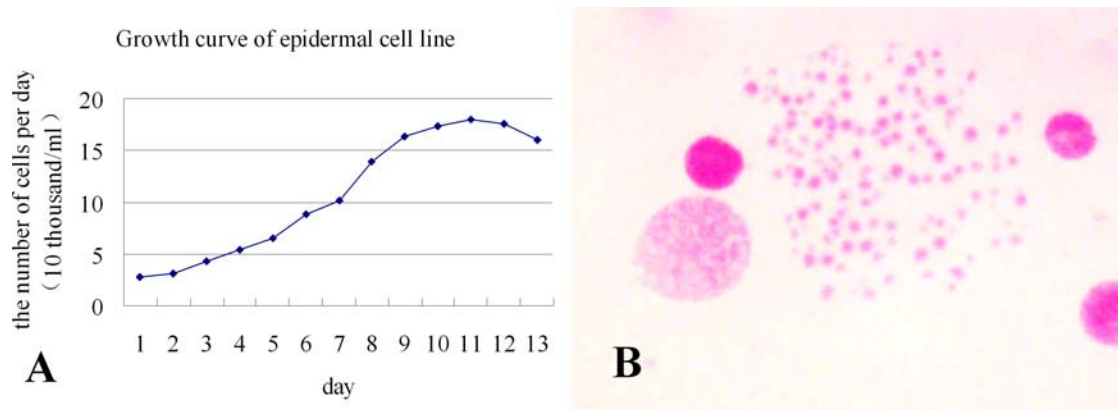 Growth curve of epidermal cell line
the number of cells per day
（10 thousand/ml）
20
15
10
5
0
1 2 3 4 5 6 7 8 9 10 11 12 13
day
A
B